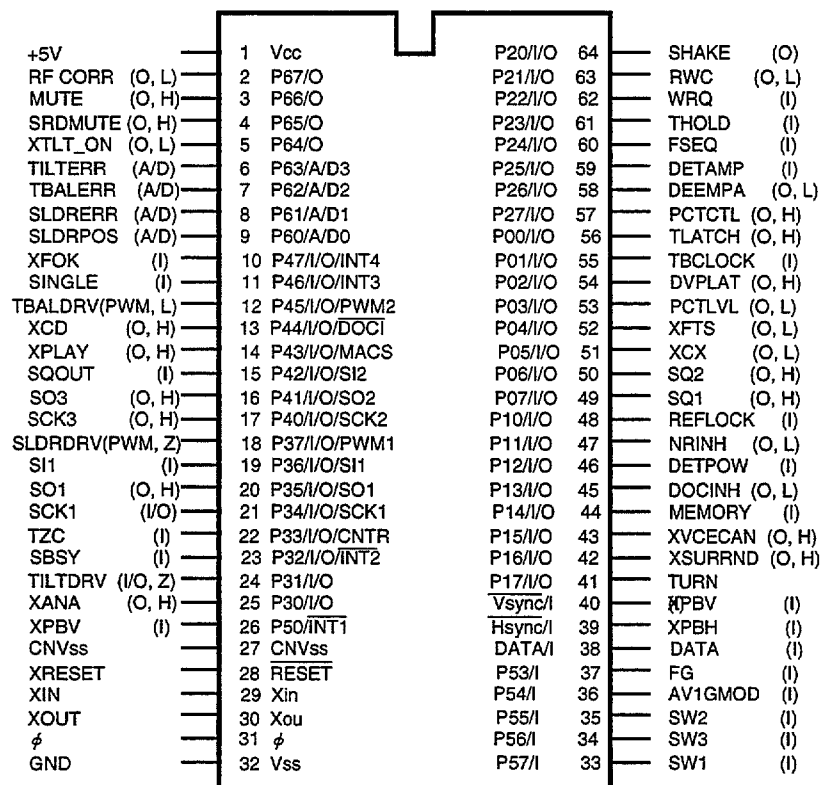 +5V 1 Vcc P20/I/O 64 SHAKE (O)
RF CORR (O, L) 2 P67/O P21/I/O 63 RWC (O, L)
MUTE (O, H) 3 P66/O P22/I/O 62 WRQ (I)
SRDMUTE (O, H) 4 P65/O P23/I/O 61 THOLD (I)
XTLT_ON (O, L) 5 P64/O P24/I/O 60 FSEQ (I)
TILTERR (A/D) 6 P63/A/D3 P25/I/O 59 DETAMP (I)
TBALERR (A/D) 7 P62/A/D2 P26/I/O 58 DEEMPA (O, L)
SLDRERR (A/D) 8 P61/A/D1 P27/I/O 57 PCTCTL (O, H)
SLDRPOS (A/D) 9 P60/A/D0 P00/I/O 56 TLATCH (O, H)
XFOK (I) 10 P47/I/O/INT4 P01/I/O 55 TBCLOCK (I)
SINGLE (I) 11 P46/I/O/INT3 P02/I/O 54 DVPLAT (O, H)
TBALDRV(PWM, L) 12 P45/I/O/PWM2 P03/I/O 53 PCTLVL (O, L)
XCD (O, H) 13 P44/I/O/DOCI P04/I/O 52 XFTS (O, L)
XPLAY (O, H) 14 P43/I/O/MACS P05/I/O 51 XCX (O, L)
SQOUT (I) 15 P42/I/O/SI2 P06/I/O 50 SQ2 (O, H)
SO3 (O, H) 16 P41/I/O/SO2 P07/I/O 49 SQ1 (O, H)
SCK3 (O, H) 17 P40/I/O/SCK2 P10/I/O 48 REFLOCK (I)
SLDRDRV(PWM, Z) 18 P37/I/O/PWM1 P11/I/O 47 NRINH (O, L)
SI1 (I) 19 P36/I/O/SI1 P12/I/O 46 DETPOW (I)
SO1 (O, H) 20 P35/I/O/SO1 P13/I/O 45 DOCINH (O, L)
SCK1 (I/O) 21 P34/I/O/SCK1 P14/I/O 44 MEMORY (I)
TZC (I) 22 P33/I/O/CNTR P15/I/O 43 XVCECAN (O, H)
SBSY (I) 23 P32/I/O/INT2 P16/I/O 42 XSURRND (O, H)
TILTDRV (I/O, Z) 24 P31/I/O P17/I/O 41 TURN
XANA (O, H) 25 P30/I/O Vsync/I 40 XPBV (I)
XPBV (I) 26 P50/INT1 Hsync/I 39 XPBH (I)
CNVss 27 CNVss DATA/I 38 DATA (I)
XRESET 28 RESET P53/I 37 FG (I)
XIN 29 Xin P54/I 36 AV1GMOD (I)
XOUT 30 Xou P55/I 35 SW2 (I)
ϕ 31 ϕ P56/I 34 SW3 (I)
GND 32 Vss P57/I 33 SW1 (I)